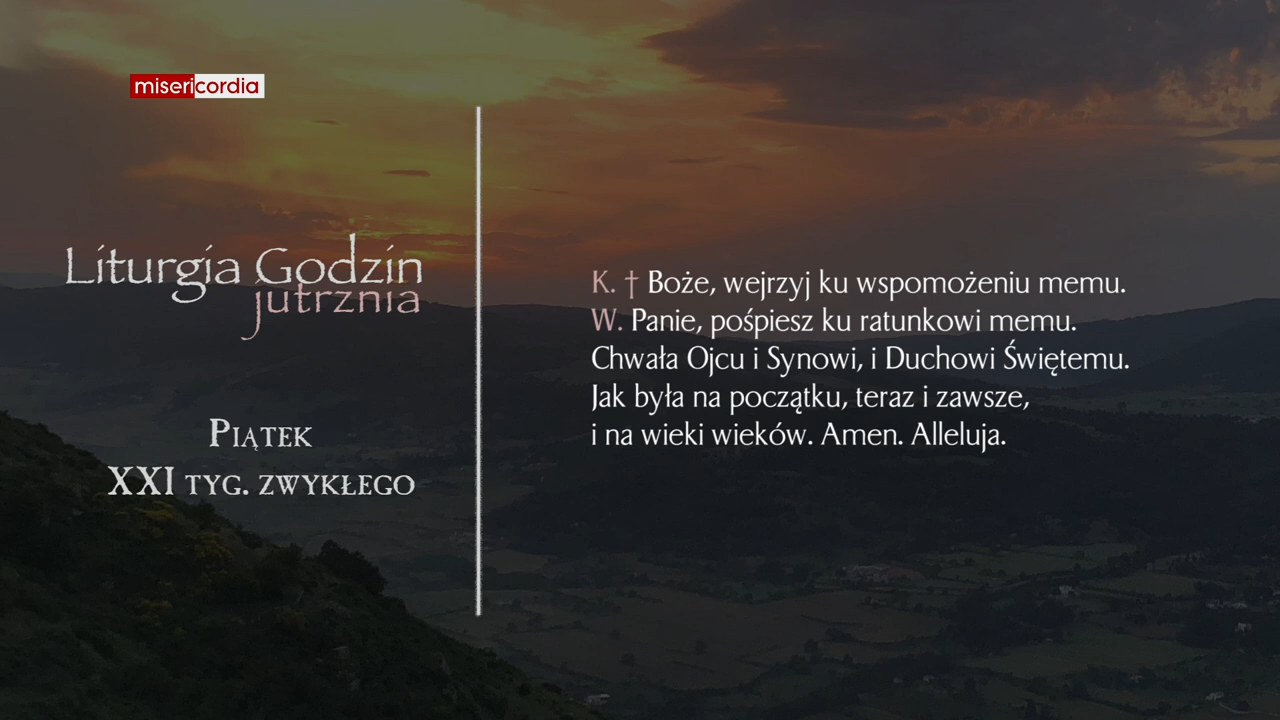 misericordia
Liturgia Godzin
jutrznia
Piątek
XXI tyg. zwykłego
K. † Boże, wejrzyj ku wspomożeniu memu.
W. Panie, pośpiesz ku ratunkowi memu.
Chwała Ojcu i Synowi, i Duchowi Świętemu.
Jak była na początku, teraz i zawsze,
i na wieki wieków. Amen. Alleluja.